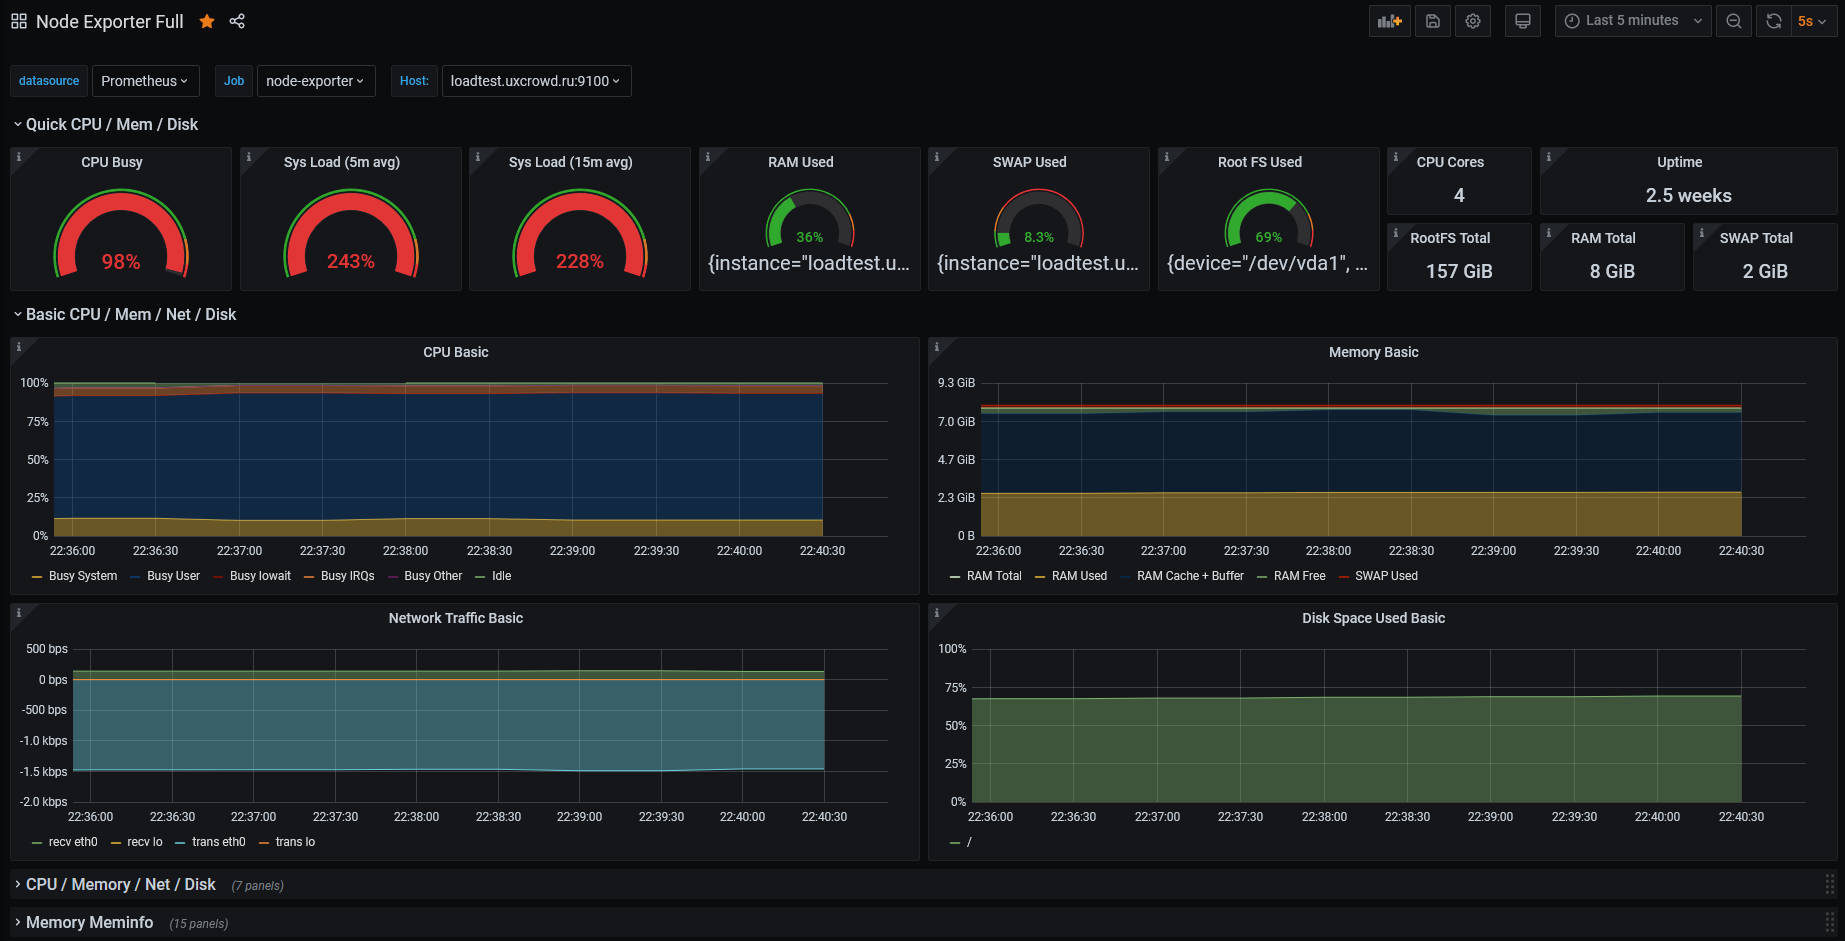 Node Exporter Full
Last 5 minutes
5s
datasource Prometheus Job node-exporter Host: loadtest.uxcrowd.ru:9100
Quick CPU / Mem / Disk
CPU Busy
98%
Sys Load (5m avg)
243%
Sys Load (15m avg)
228%
RAM Used
36%
{instance="loadtest.u...
SWAP Used
8.3%
{instance="loadtest.u...
Root FS Used
69%
{device="/dev/vda1", ...
CPU Cores
4
Uptime
2.5 weeks
RootFS Total
157 GiB
RAM Total
8 GiB
SWAP Total
2 GiB
Basic CPU / Mem / Net / Disk
CPU Basic
100%
75%
50%
25%
0%
22:36:00 22:36:30 22:37:00 22:37:30 22:38:00 22:38:30 22:39:00 22:39:30 22:40:00 22:40:30
Busy System Busy User Busy Iowait Busy IRQs Busy Other Idle
Memory Basic
9.3 GiB
7.0 GiB
4.7 GiB
2.3 GiB
0 B
22:36:00 22:36:30 22:37:00 22:37:30 22:38:00 22:38:30 22:39:00 22:39:30 22:40:00 22:40:30
RAM Total RAM Used RAM Cache + Buffer RAM Free SWAP Used
Network Traffic Basic
500 bps
0 bps
-500 bps
-1.0 kbps
-1.5 kbps
-2.0 kbps
22:36:00 22:36:30 22:37:00 22:37:30 22:38:00 22:38:30 22:39:00 22:39:30 22:40:00 22:40:30
recv eth0 recv lo trans eth0 trans lo
Disk Space Used Basic
100%
75%
50%
25%
0%
22:36:00 22:36:30 22:37:00 22:37:30 22:38:00 22:38:30 22:39:00 22:39:30 22:40:00 22:40:30
/
CPU / Memory / Net / Disk (7 panels)
Memory Meminfo (15 panels)